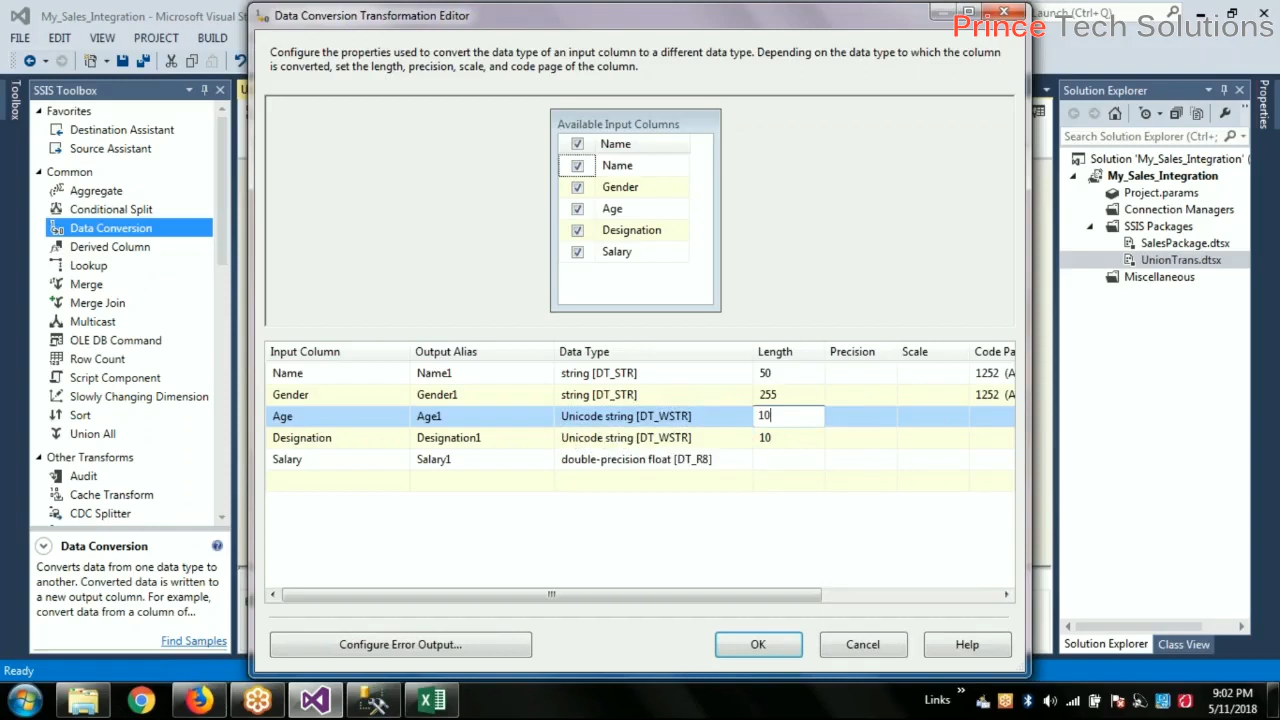 My_Sales_Integration - Microsoft Visual St
Data Conversion Transformation Editor
Launch (Ctrl+Q)
Prince Tech Solutions
FILE EDIT VIEW PROJECT BUILD
Configure the properties used to convert the data type of an input column to a different data type. Depending on the data type to which the column
is converted, set the length, precision, scale, and code page of the column.
Toolbox
SSIS Toolbox
Favorites
Destination Assistant
Source Assistant
Common
Aggregate
Conditional Split
Data Conversion
Derived Column
Lookup
Merge
Merge Join
Multicast
OLE DB Command
Row Count
Script Component
Slowly Changing Dimension
Sort
Union All
Other Transforms
Audit
Cache Transform
CDC Splitter
Data Conversion
Converts data from one data type to
another. Converted data is written to
a new output column. For example,
convert data from a column of...
Find Samples
Available Input Columns
Name
Name
Gender
Age
Designation
Salary
Input Column Output Alias Data Type Length Precision Scale Code Pa
Name Name1 string [DT_STR] 50 1252 (A
Gender Gender1 string [DT_STR] 255 1252 (A
Age Age1 Unicode string [DT_WSTR] 10
Designation Designation1 Unicode string [DT_WSTR] 10
Salary Salary1 double-precision float [DT_R8]
Configure Error Output... OK Cancel Help
Solution Explorer
Search Solution Explorer (Ctrl+;
Solution 'My_Sales_Integration' (
My_Sales_Integration
Project.params
Connection Managers
SSIS Packages
SalesPackage.dtsx
UnionTrans.dtsx
Miscellaneous
Solution Explorer Class View
Properties
Ready
Links
9:02 PM
5/11/2018